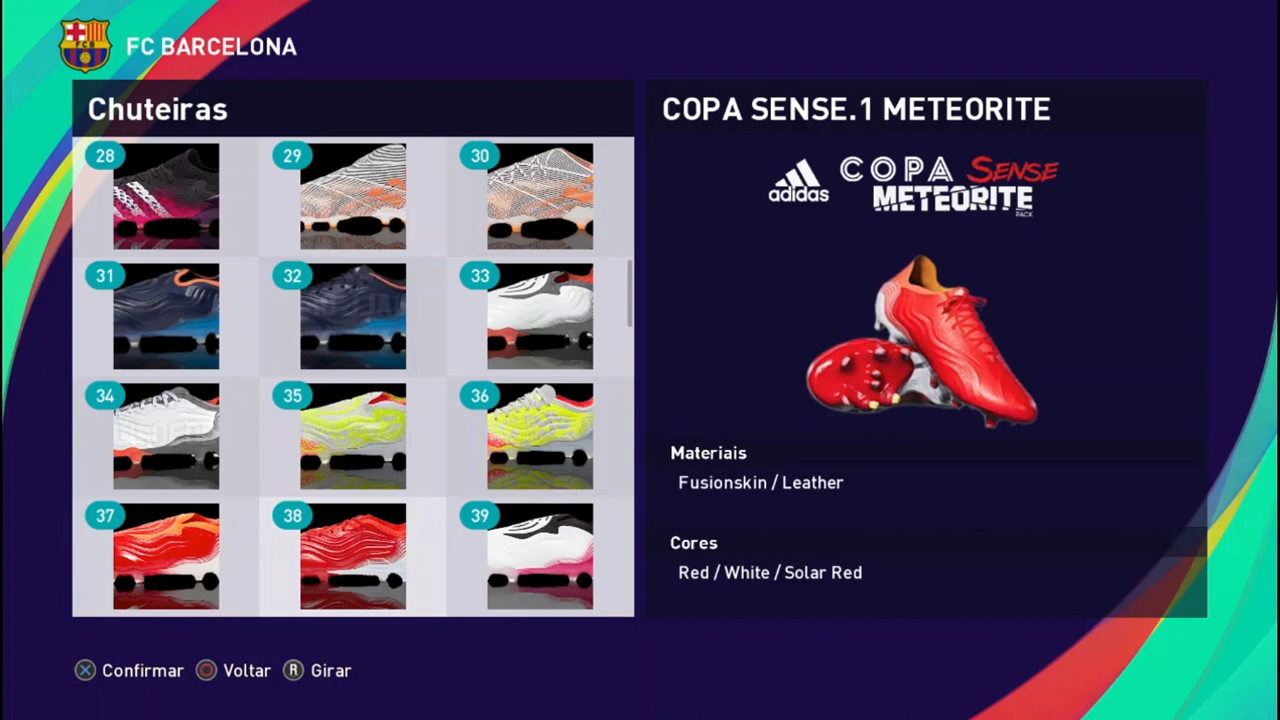 FCB
FC BARCELONA
Chuteiras
28
29
30
31
32
33
34
35
36
37
38
39
COPA SENSE.1 METEORITE
adidas
COPA SENSE
METEORITE
PACK
Materiais
Fusionskin / Leather
Cores
Red / White / Solar Red
Confirmar
Voltar
R
Girar